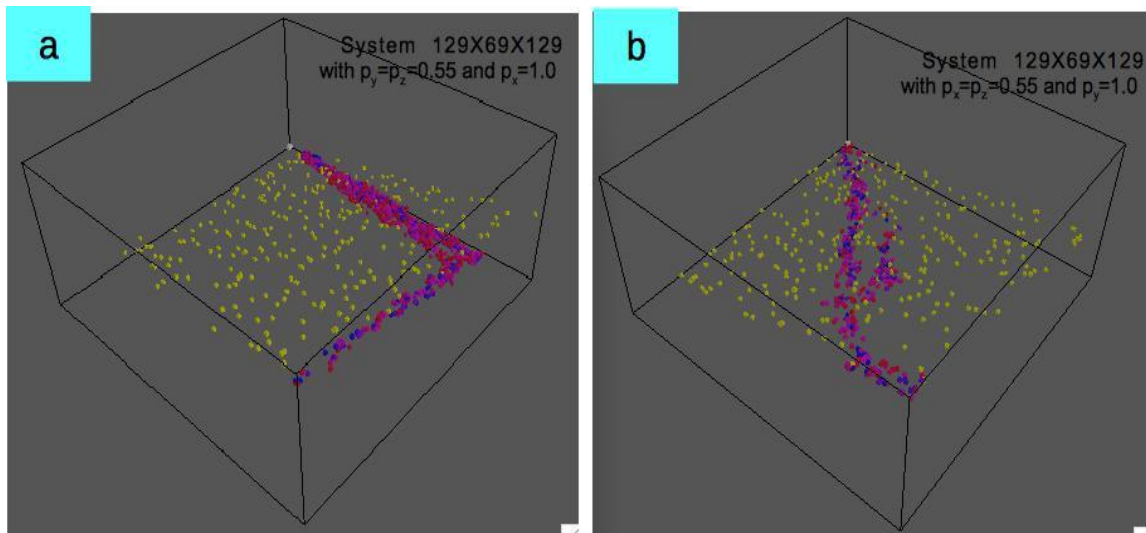 a
System 129X69X129
with p_y=p_z=0.55 and p_x=1.0
b
System 129X69X129
with p_x=p_z=0.55 and p_y=1.0